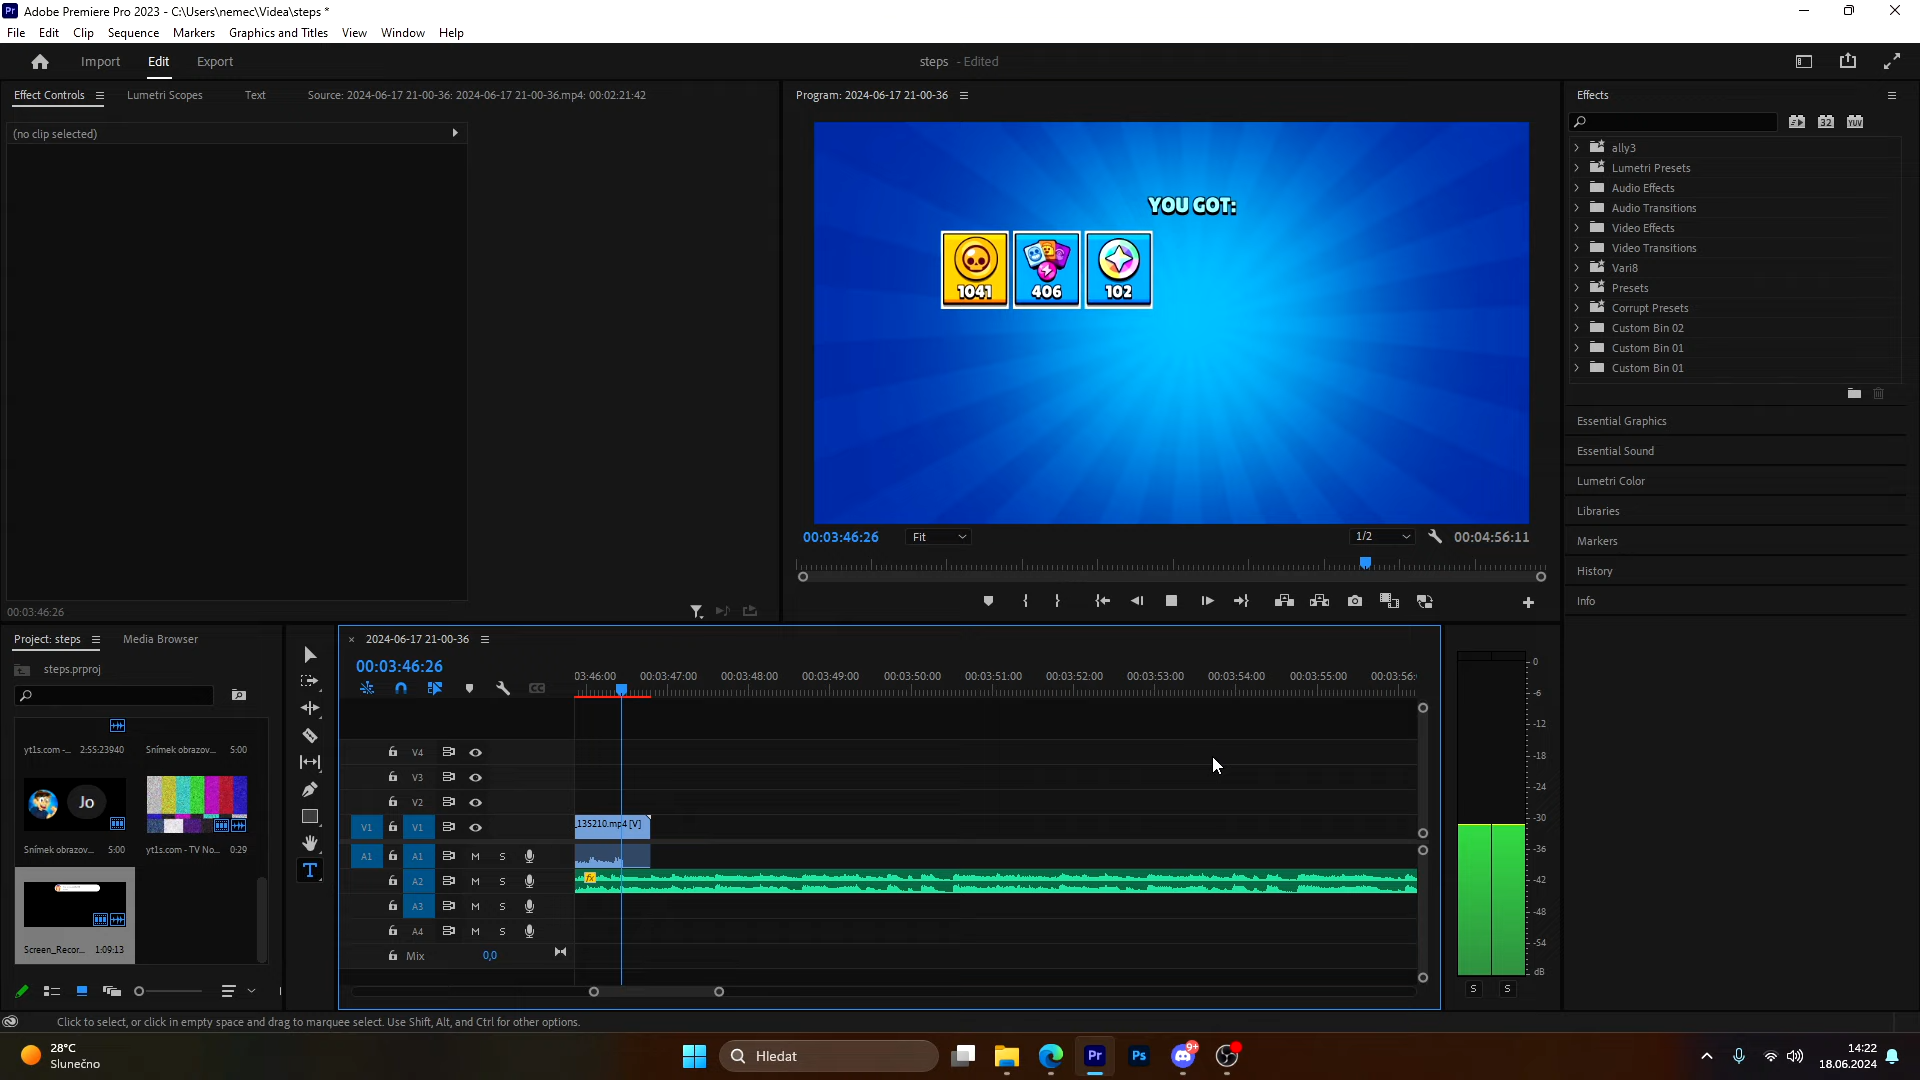 Pr Adobe Premiere Pro 2023 - C:\Users\nemec\Videa\steps *
File Edit Clip Sequence Markers Graphics and Titles View Window Help
Import Edit Export
steps - Edited
Effect Controls Lumetri Scopes Text Source: 2024-06-17 21-00-36: 2024-06-17 21-00-36.mp4: 00:02:21:42
(no clip selected)
00:03:46:26
Program: 2024-06-17 21-00-36
YOU GOT:
1041 406 102
00:03:46:26 Fit 1/2 00:04:56:11
Effects
32 YUV
ally3
Lumetri Presets
Audio Effects
Audio Transitions
Video Effects
Video Transitions
Vari8
Presets
Corrupt Presets
Custom Bin 02
Custom Bin 01
Custom Bin 01
Essential Graphics
Essential Sound
Lumetri Color
Libraries
Markers
History
Info
Project: steps Media Browser
steps.prproj
yt1s.com -... 2:55:23940 Snímek obrazov... 5:00
Jo
Snímek obrazov... 5:00 yt1s.com - TV No... 0:29
Screen_Recor... 1:09:13
T
× 2024-06-17 21-00-36
00:03:46:26
03:46:00 00:03:47:00 00:03:48:00 00:03:49:00 00:03:50:00 00:03:51:00 00:03:52:00 00:03:53:00 00:03:54:00 00:03:55:00 00:03:56:
CC
V4
V3
V2
V1 V1
_135210.mp4 [V]
A1 A1 M S
A2 M S
fx
A3 M S
A4 M S
Mix 0,0
0
-6
-12
-18
-24
-30
-36
-42
-48
-54
dB
S S
Click to select, or click in empty space and drag to marquee select. Use Shift, Alt, and Ctrl for other options.
28°C
Slunečno
Hledat
Pr Ps 9+
14:22
18.06.2024